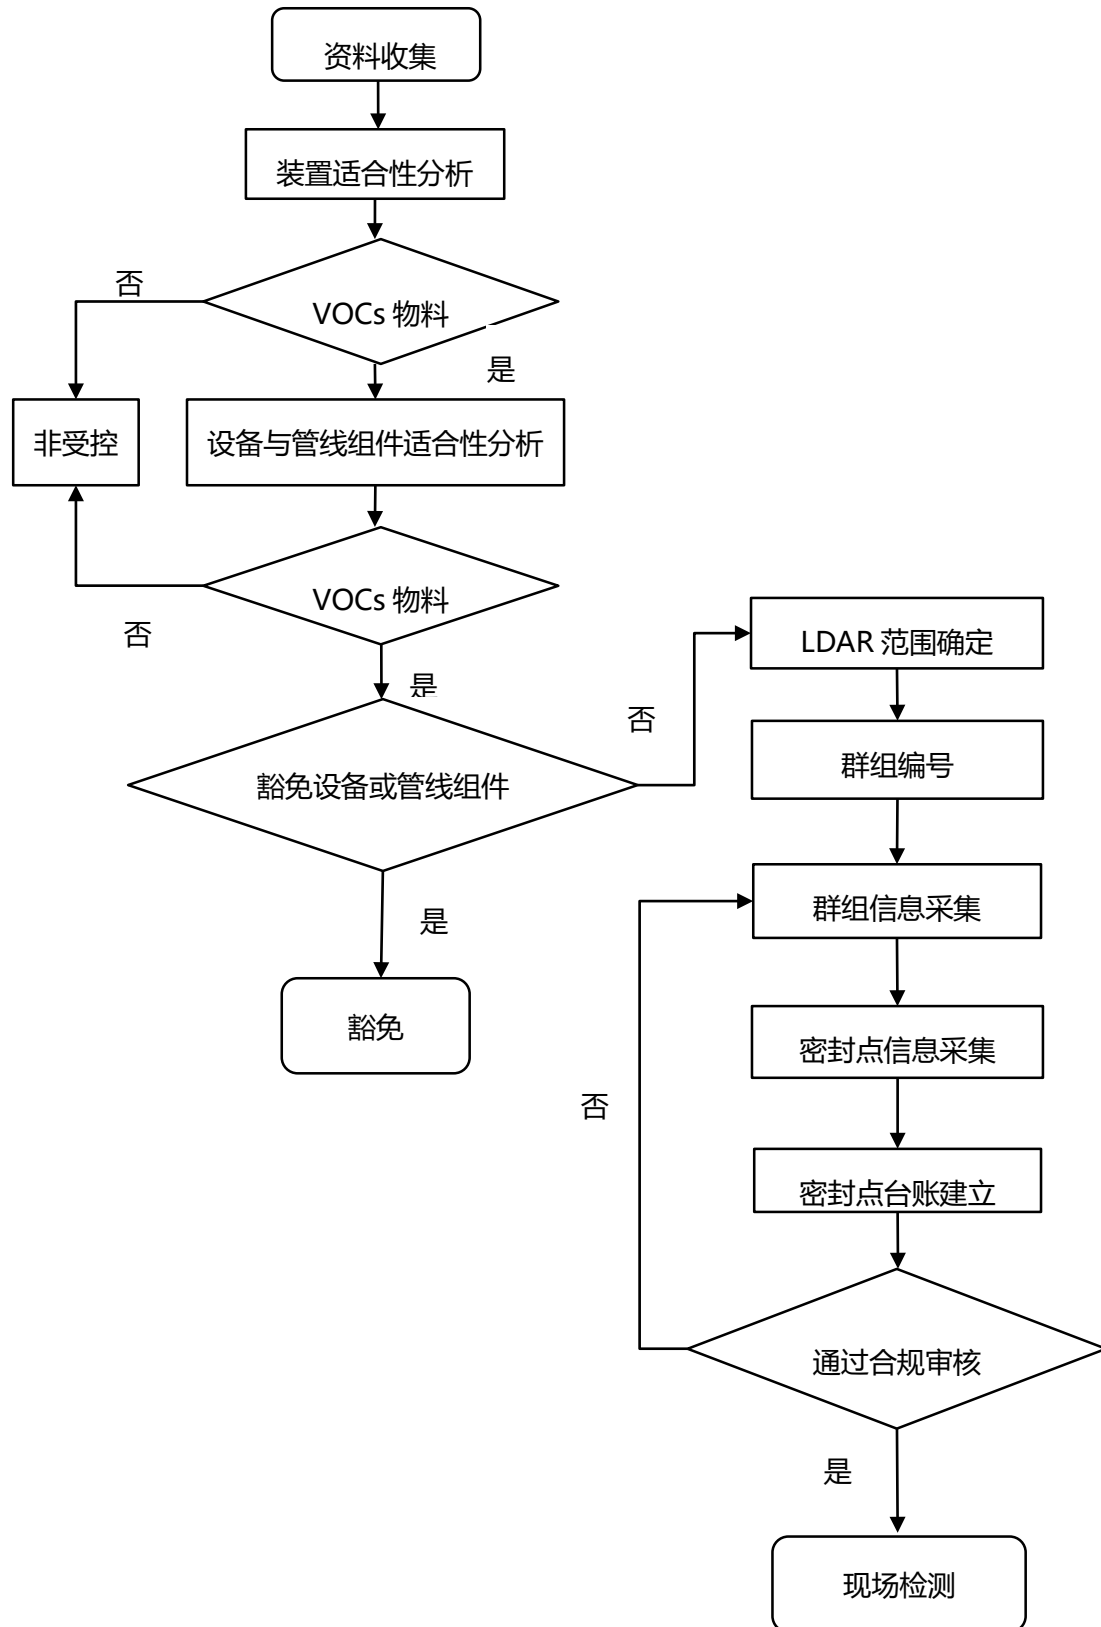 资料收集
装置适合性分析
否
VOCs 物料
是
非受控
设备与管线组件适合性分析
VOCs 物料
否
是
LDAR 范围确定
否
群组编号
豁免设备或管线组件
群组信息采集
是
豁免
密封点信息采集
否
密封点台账建立
通过合规审核
是
现场检测